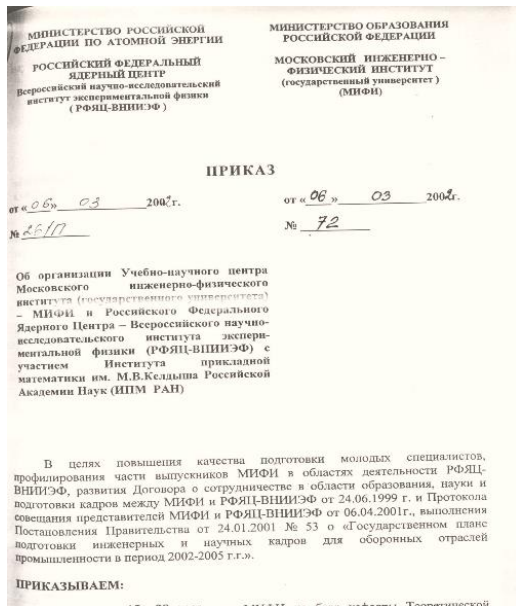 МИНИСТЕРСТВО РОССИЙСКОЙ
ФЕДЕРАЦИИ ПО АТОМНОЙ ЭНЕРГИИ
РОССИЙСКИЙ ФЕДЕРАЛЬНЫЙ
ЯДЕРНЫЙ ЦЕНТР
Всероссийский научно-исследовательский
институт экспериментальной физики
( РФЯЦ-ВНИИЭФ )
МИНИСТЕРСТВО ОБРАЗОВАНИЯ
РОССИЙСКОЙ ФЕДЕРАЦИИ
МОСКОВСКИЙ ИНЖЕНЕРНО –
ФИЗИЧЕСКИЙ ИНСТИТУТ
(государственный университет )
(МИФИ)
ПРИКАЗ
от «06» 03 2002г.
№ 26/П
от «06» 03 2002г.
№ 72
Об организации Учебно-научного центра
Московского инженерно-физического
института (государственного университета)
– МИФИ и Российского Федерального
Ядерного Центра – Всероссийского научно-
исследовательского института экспери-
ментальной физики (РФЯЦ-ВНИИЭФ) с
участием Института прикладной
математики им. М.В.Келдыша Российской
Академии Наук (ИПМ РАН)
В целях повышения качества подготовки молодых специалистов,
профилирования части выпускников МИФИ в областях деятельности РФЯЦ-
ВНИИЭФ, развития Договора о сотрудничестве в области образования, науки и
подготовки кадров между МИФИ и РФЯЦ-ВНИИЭФ от 24.06.1999 г. и Протокола
совещания представителей МИФИ и РФЯЦ-ВНИИЭФ от 06.04.2001г., выполнения
Постановления Правительства от 24.01.2001 № 53 о «Государственном плане
подготовки инженерных и научных кадров для оборонных отраслей
промышленности в период 2002-2005 г.г.».
ПРИКАЗЫВАЕМ: